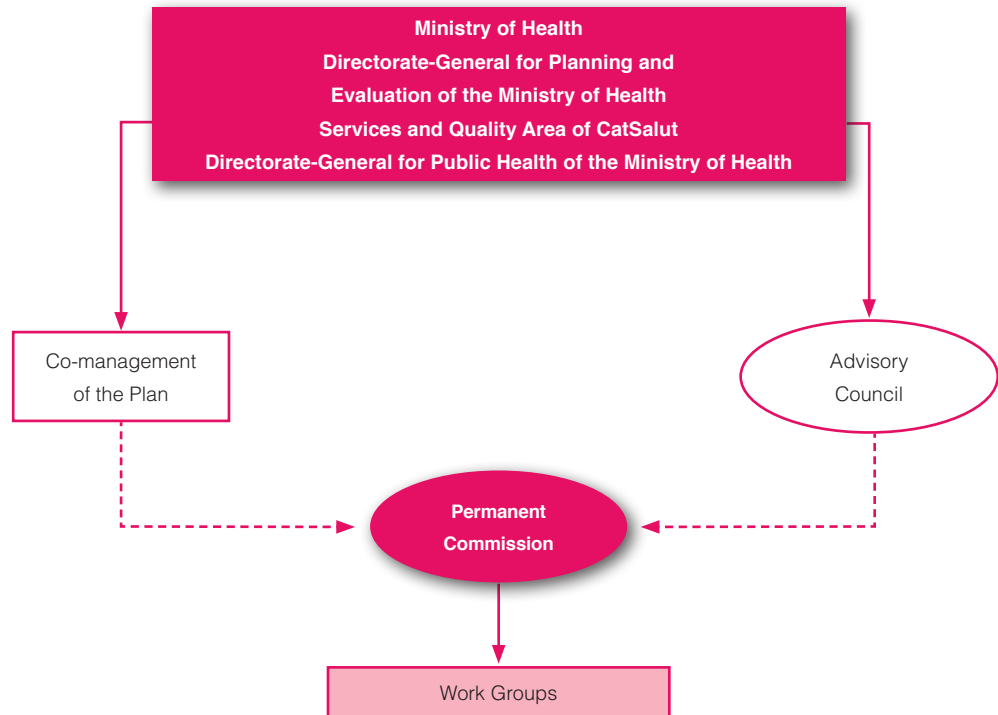 Ministry of Health
Directorate-General for Planning and
Evaluation of the Ministry of Health
Services and Quality Area of CatSalut
Directorate-General for Public Health of the Ministry of Health
Co-management
of the Plan
Advisory
Council
Permanent
Commission
Work Groups